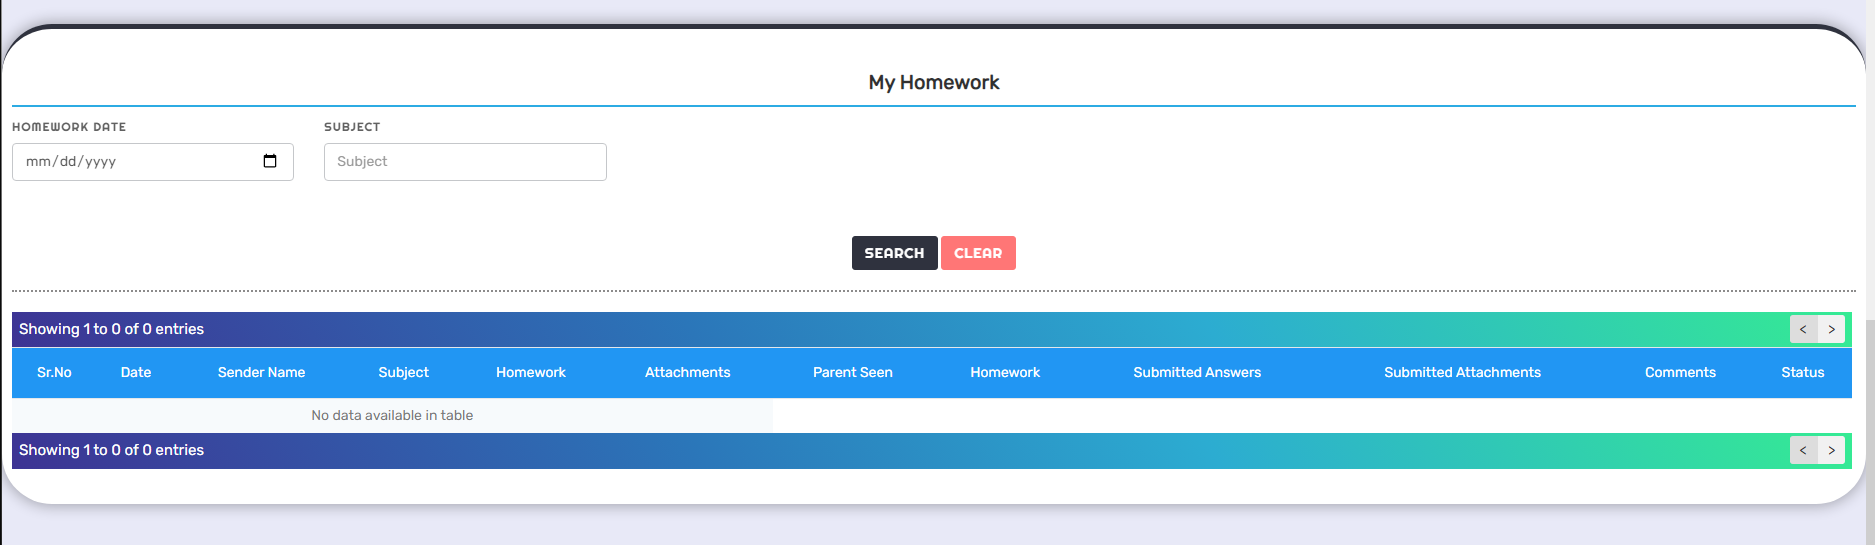 My Homework
HOMEWORK DATE
SUBJECT
mm/dd/yyyy
Subject
SEARCH CLEAR
Showing 1 to 0 of 0 entries
< >
Sr.No Date Sender Name Subject Homework Attachments Parent Seen Homework Submitted Answers Submitted Attachments Comments Status
No data available in table
Showing 1 to 0 of 0 entries
< >